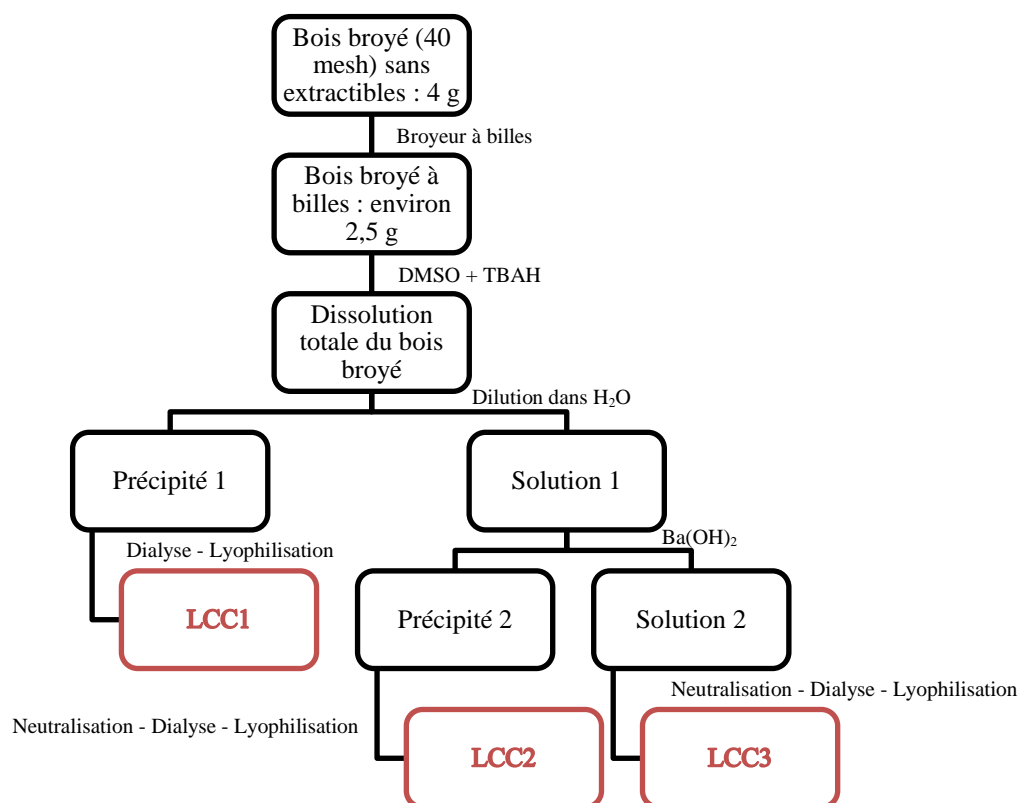 Bois broyé (40
mesh) sans
extractibles : 4 g
Broyeur à billes
Bois broyé à
billes : environ
2,5 g
DMSO + TBAH
Dissolution
totale du bois
broyé
Dilution dans H₂O
Précipité 1
Solution 1
Dialyse - Lyophilisation
Ba(OH)₂
LCC1
Précipité 2
Solution 2
Neutralisation - Dialyse - Lyophilisation
Neutralisation - Dialyse - Lyophilisation
LCC2
LCC3